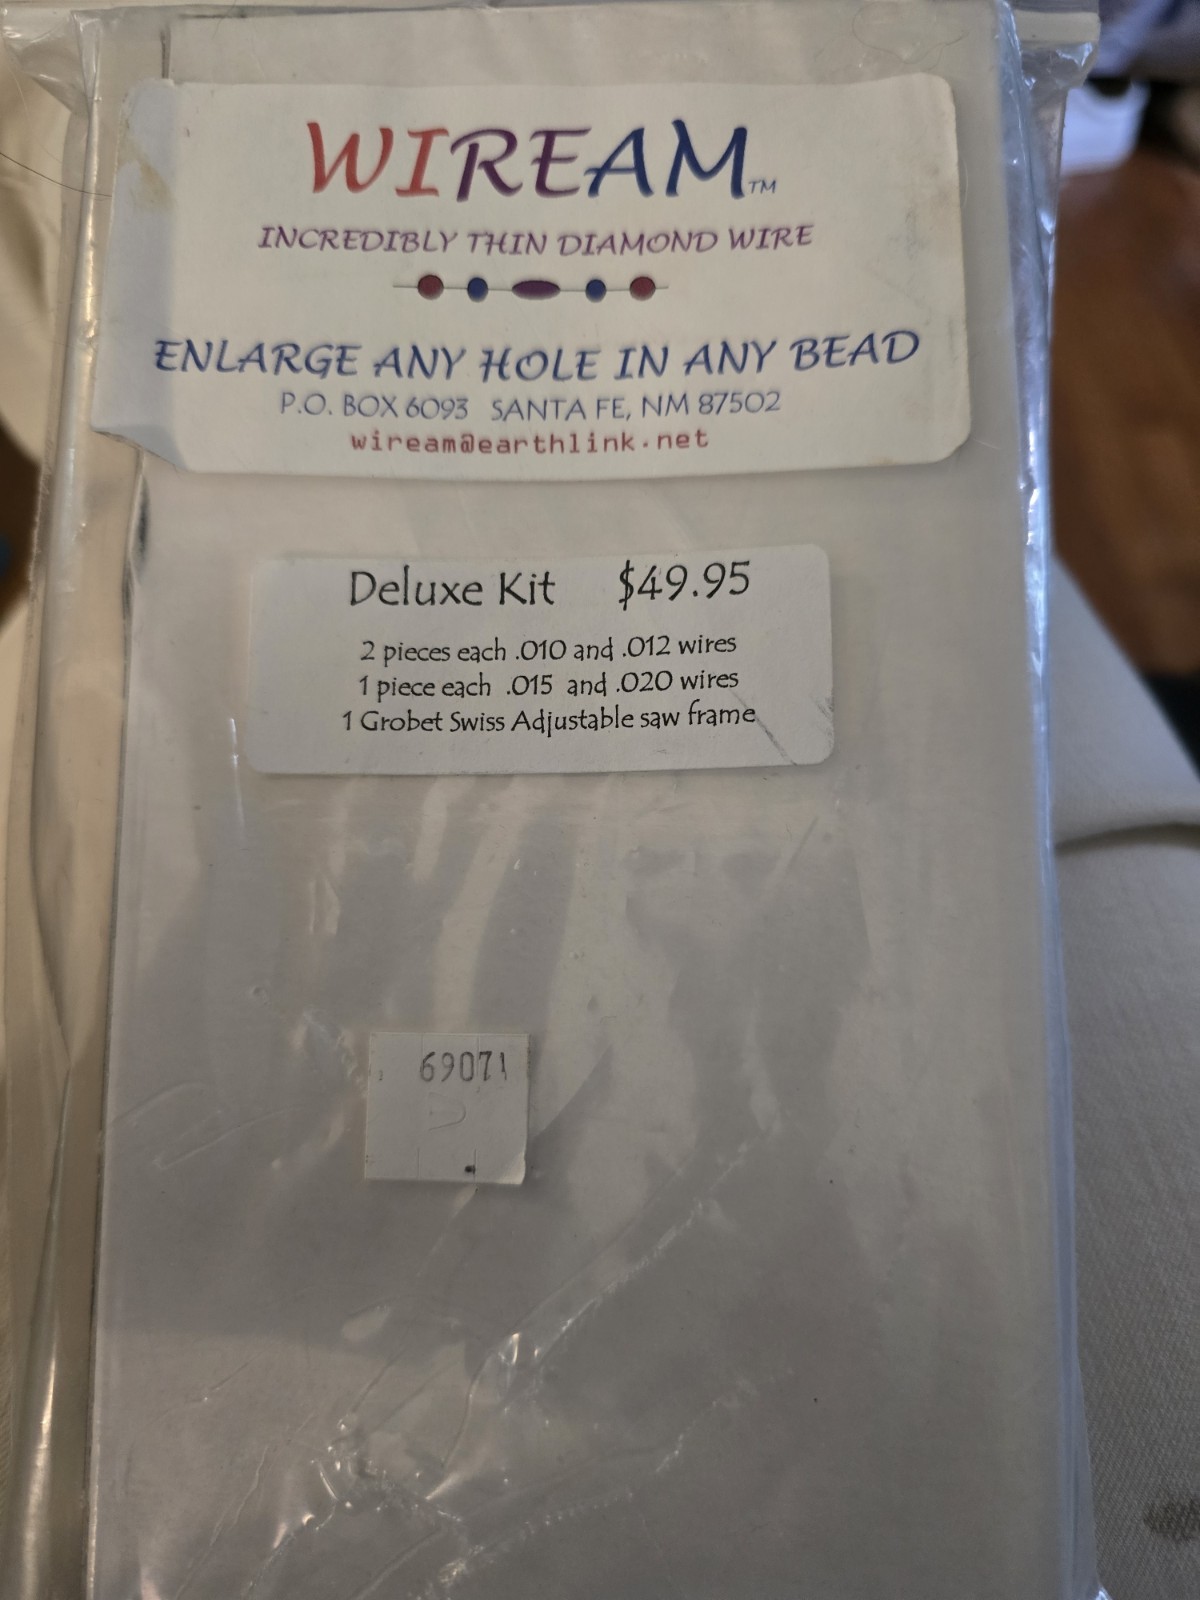 WIREAM™
INCREDIBLY THIN DIAMOND WIRE
ENLARGE ANY HOLE IN ANY BEAD
P.O. BOX 6093 SANTA FE, NM 87502
wiream@earthlink.net
Deluxe Kit $49.95
2 pieces each .010 and .012 wires
1 piece each .015 and .020 wires
1 Grobet Swiss Adjustable saw frame
69071